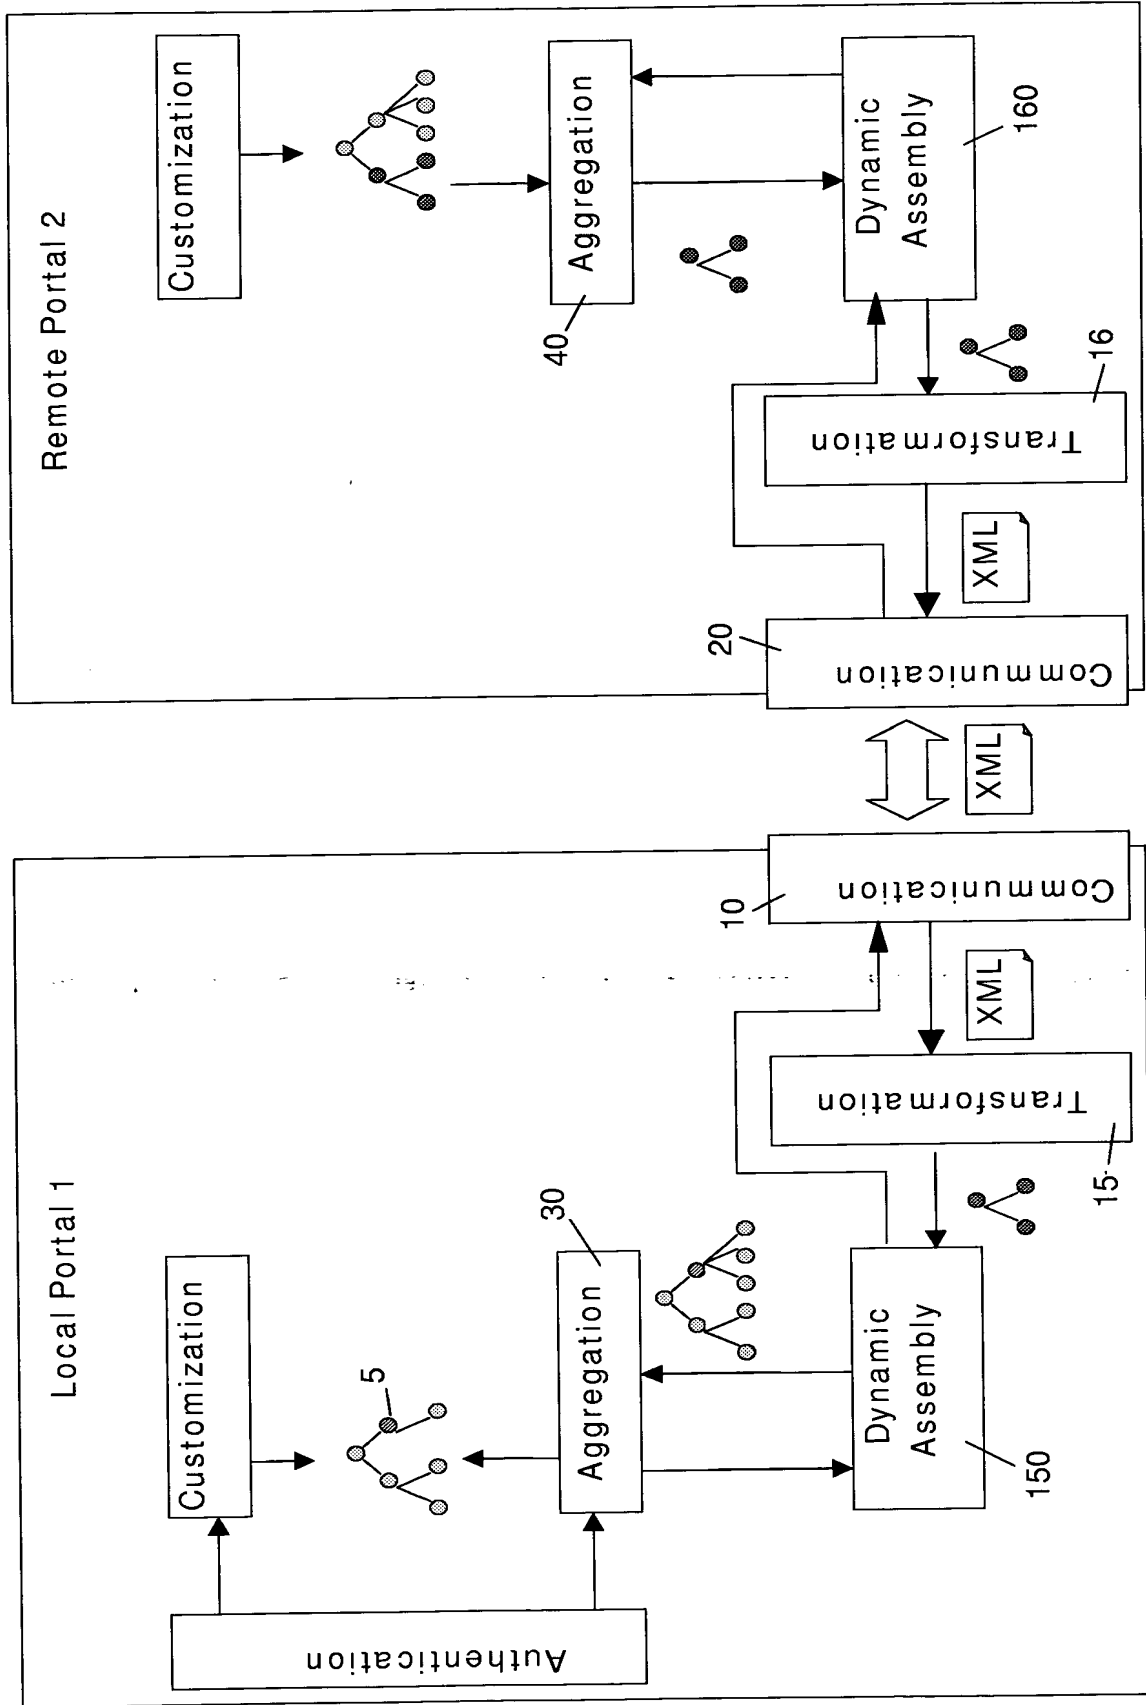 Local Portal 1
Authentication
Customization
5
Aggregation
30
Dynamic
Assembly
150
Transformation
15
XML
Communication
10
XML
Remote Portal 2
Customization
Aggregation
40
Dynamic
Assembly
160
Transformation
16
XML
Communication
20